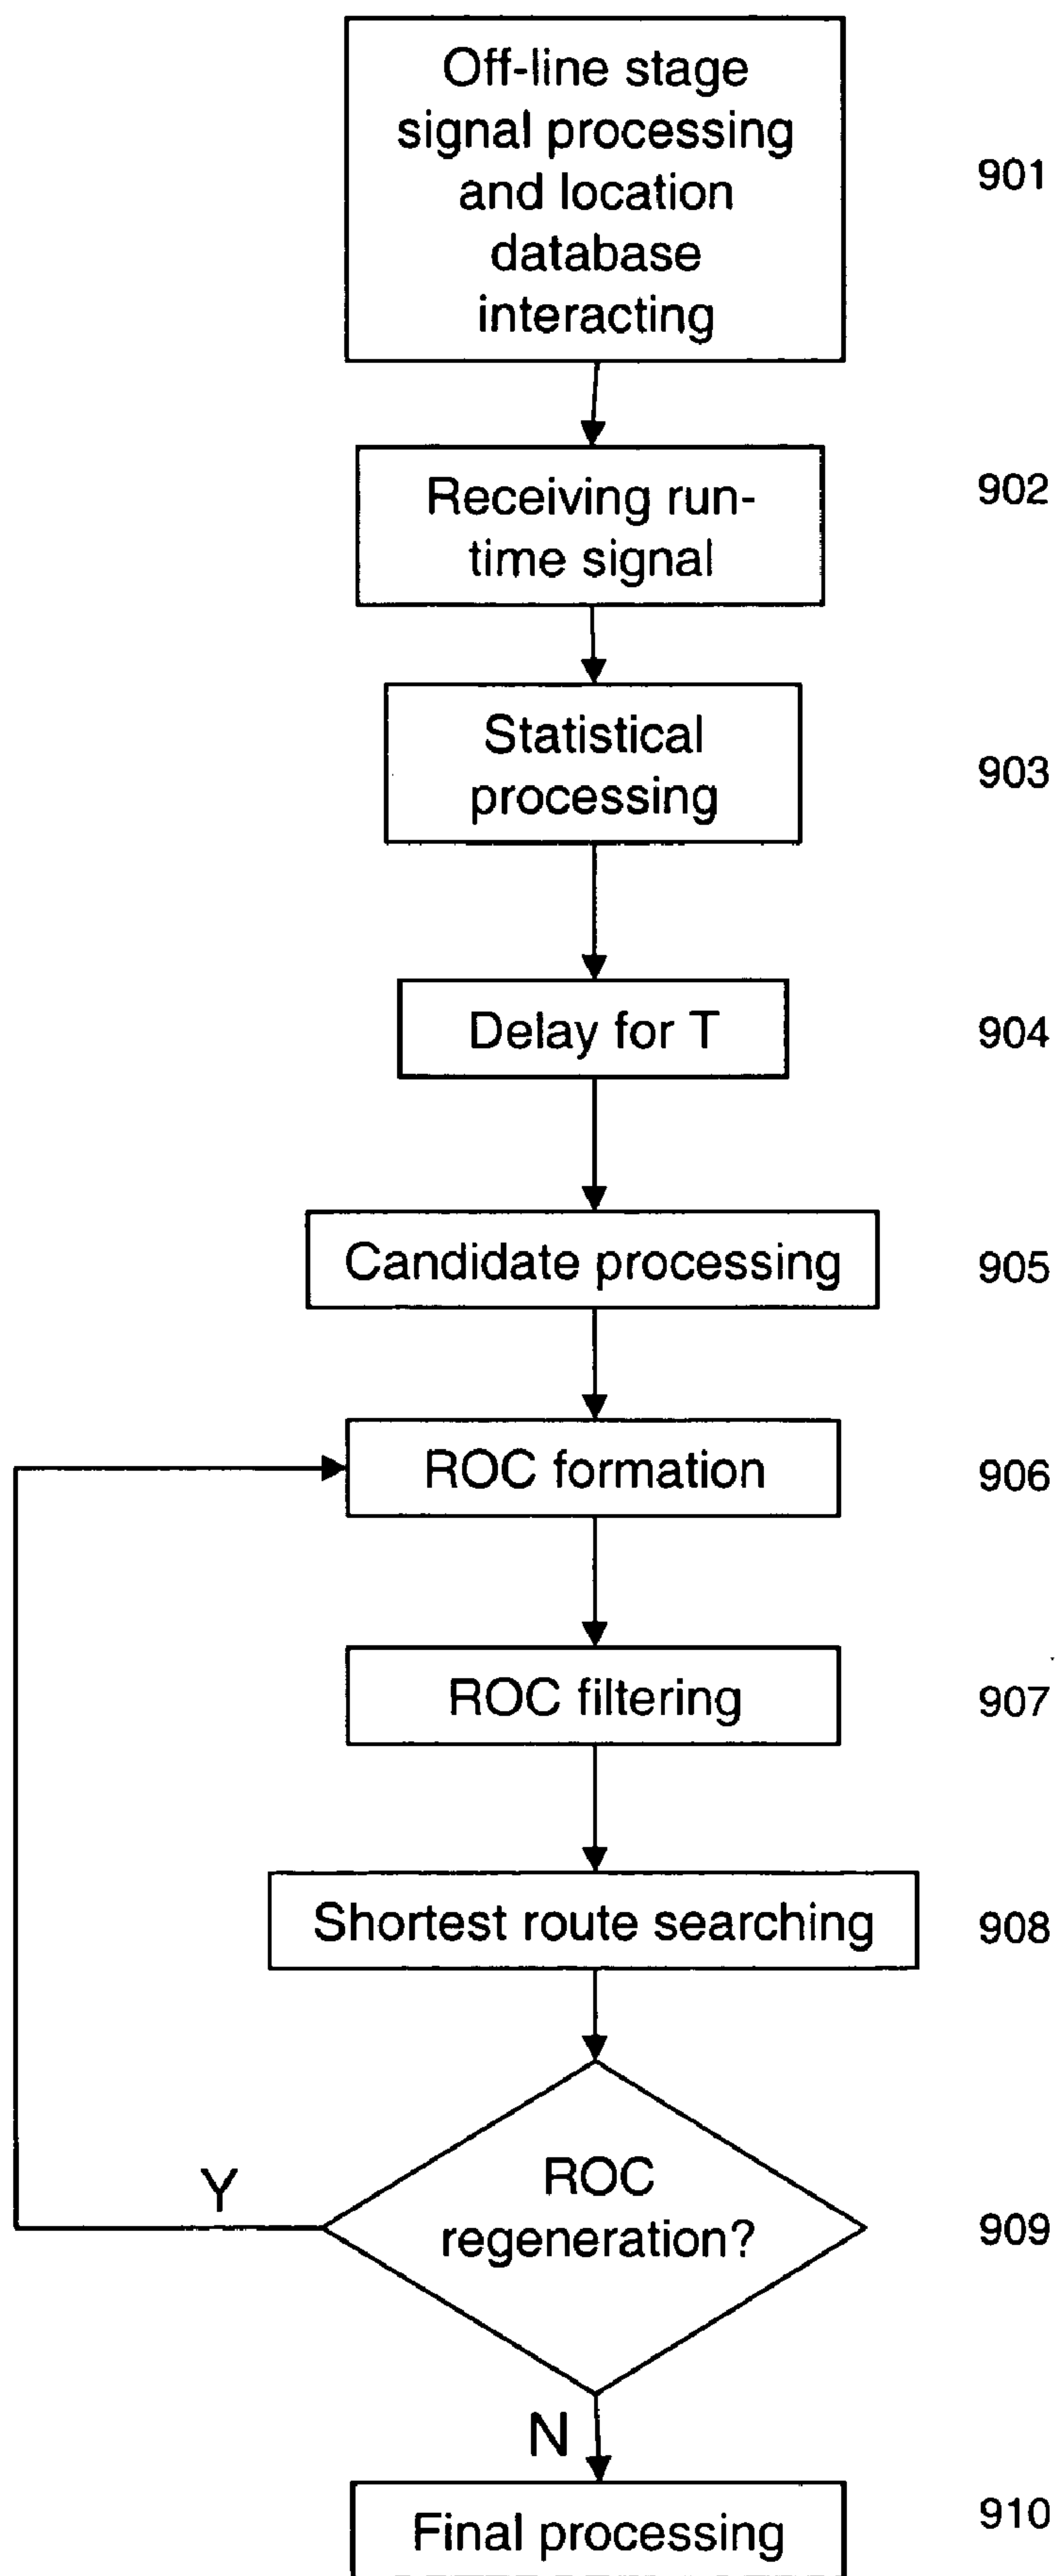 Off-line stage
signal processing
and location
database
interacting
901
Receiving run-
time signal
902
Statistical
processing
903
Delay for T
904
Candidate processing
905
ROC formation
906
ROC filtering
907
Shortest route searching
908
ROC
regeneration?
909
Y
N
Final processing
910